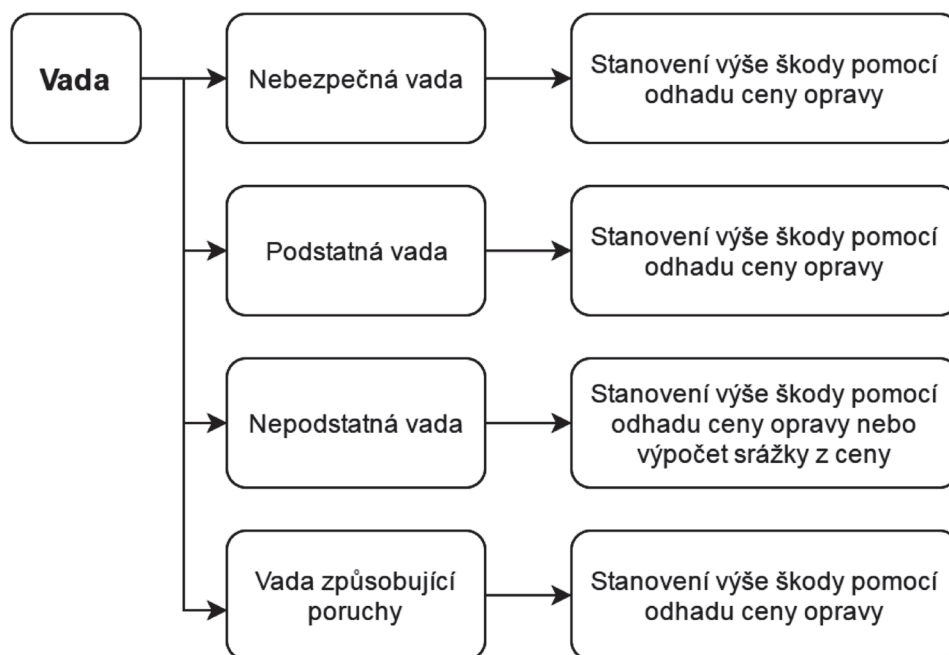 Vada
Nebezpečná vada
Stanovení výše škody pomocí
odhadu ceny opravy
Podstatná vada
Stanovení výše škody pomocí
odhadu ceny opravy
Nepodstatná vada
Stanovení výše škody pomocí
odhadu ceny opravy nebo
výpočet srážky z ceny
Vada způsobující
poruchy
Stanovení výše škody pomocí
odhadu ceny opravy